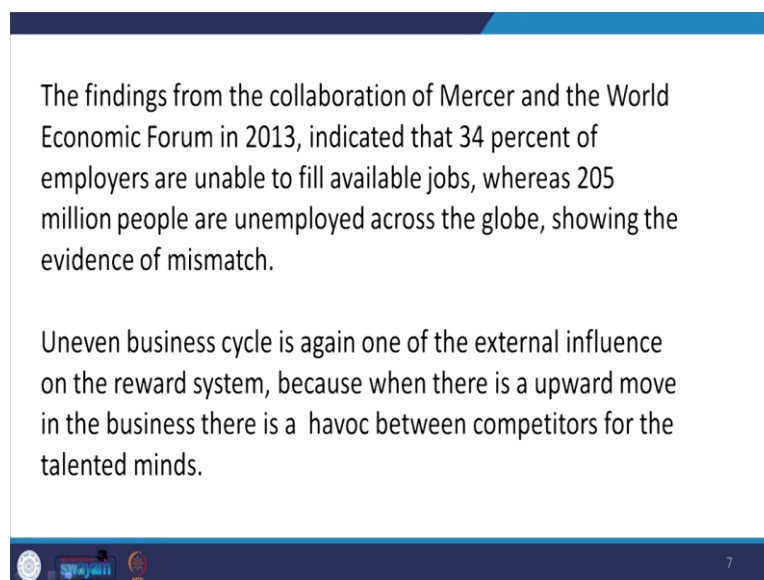 The findings from the collaboration of Mercer and the World
Economic Forum in 2013, indicated that 34 percent of
employers are unable to fill available jobs, whereas 205
million people are unemployed across the globe, showing the
evidence of mismatch.
Uneven business cycle is again one of the external influence
on the reward system, because when there is a upward move
in the business there is a havoc between competitors for the
talented minds.
swayam
7